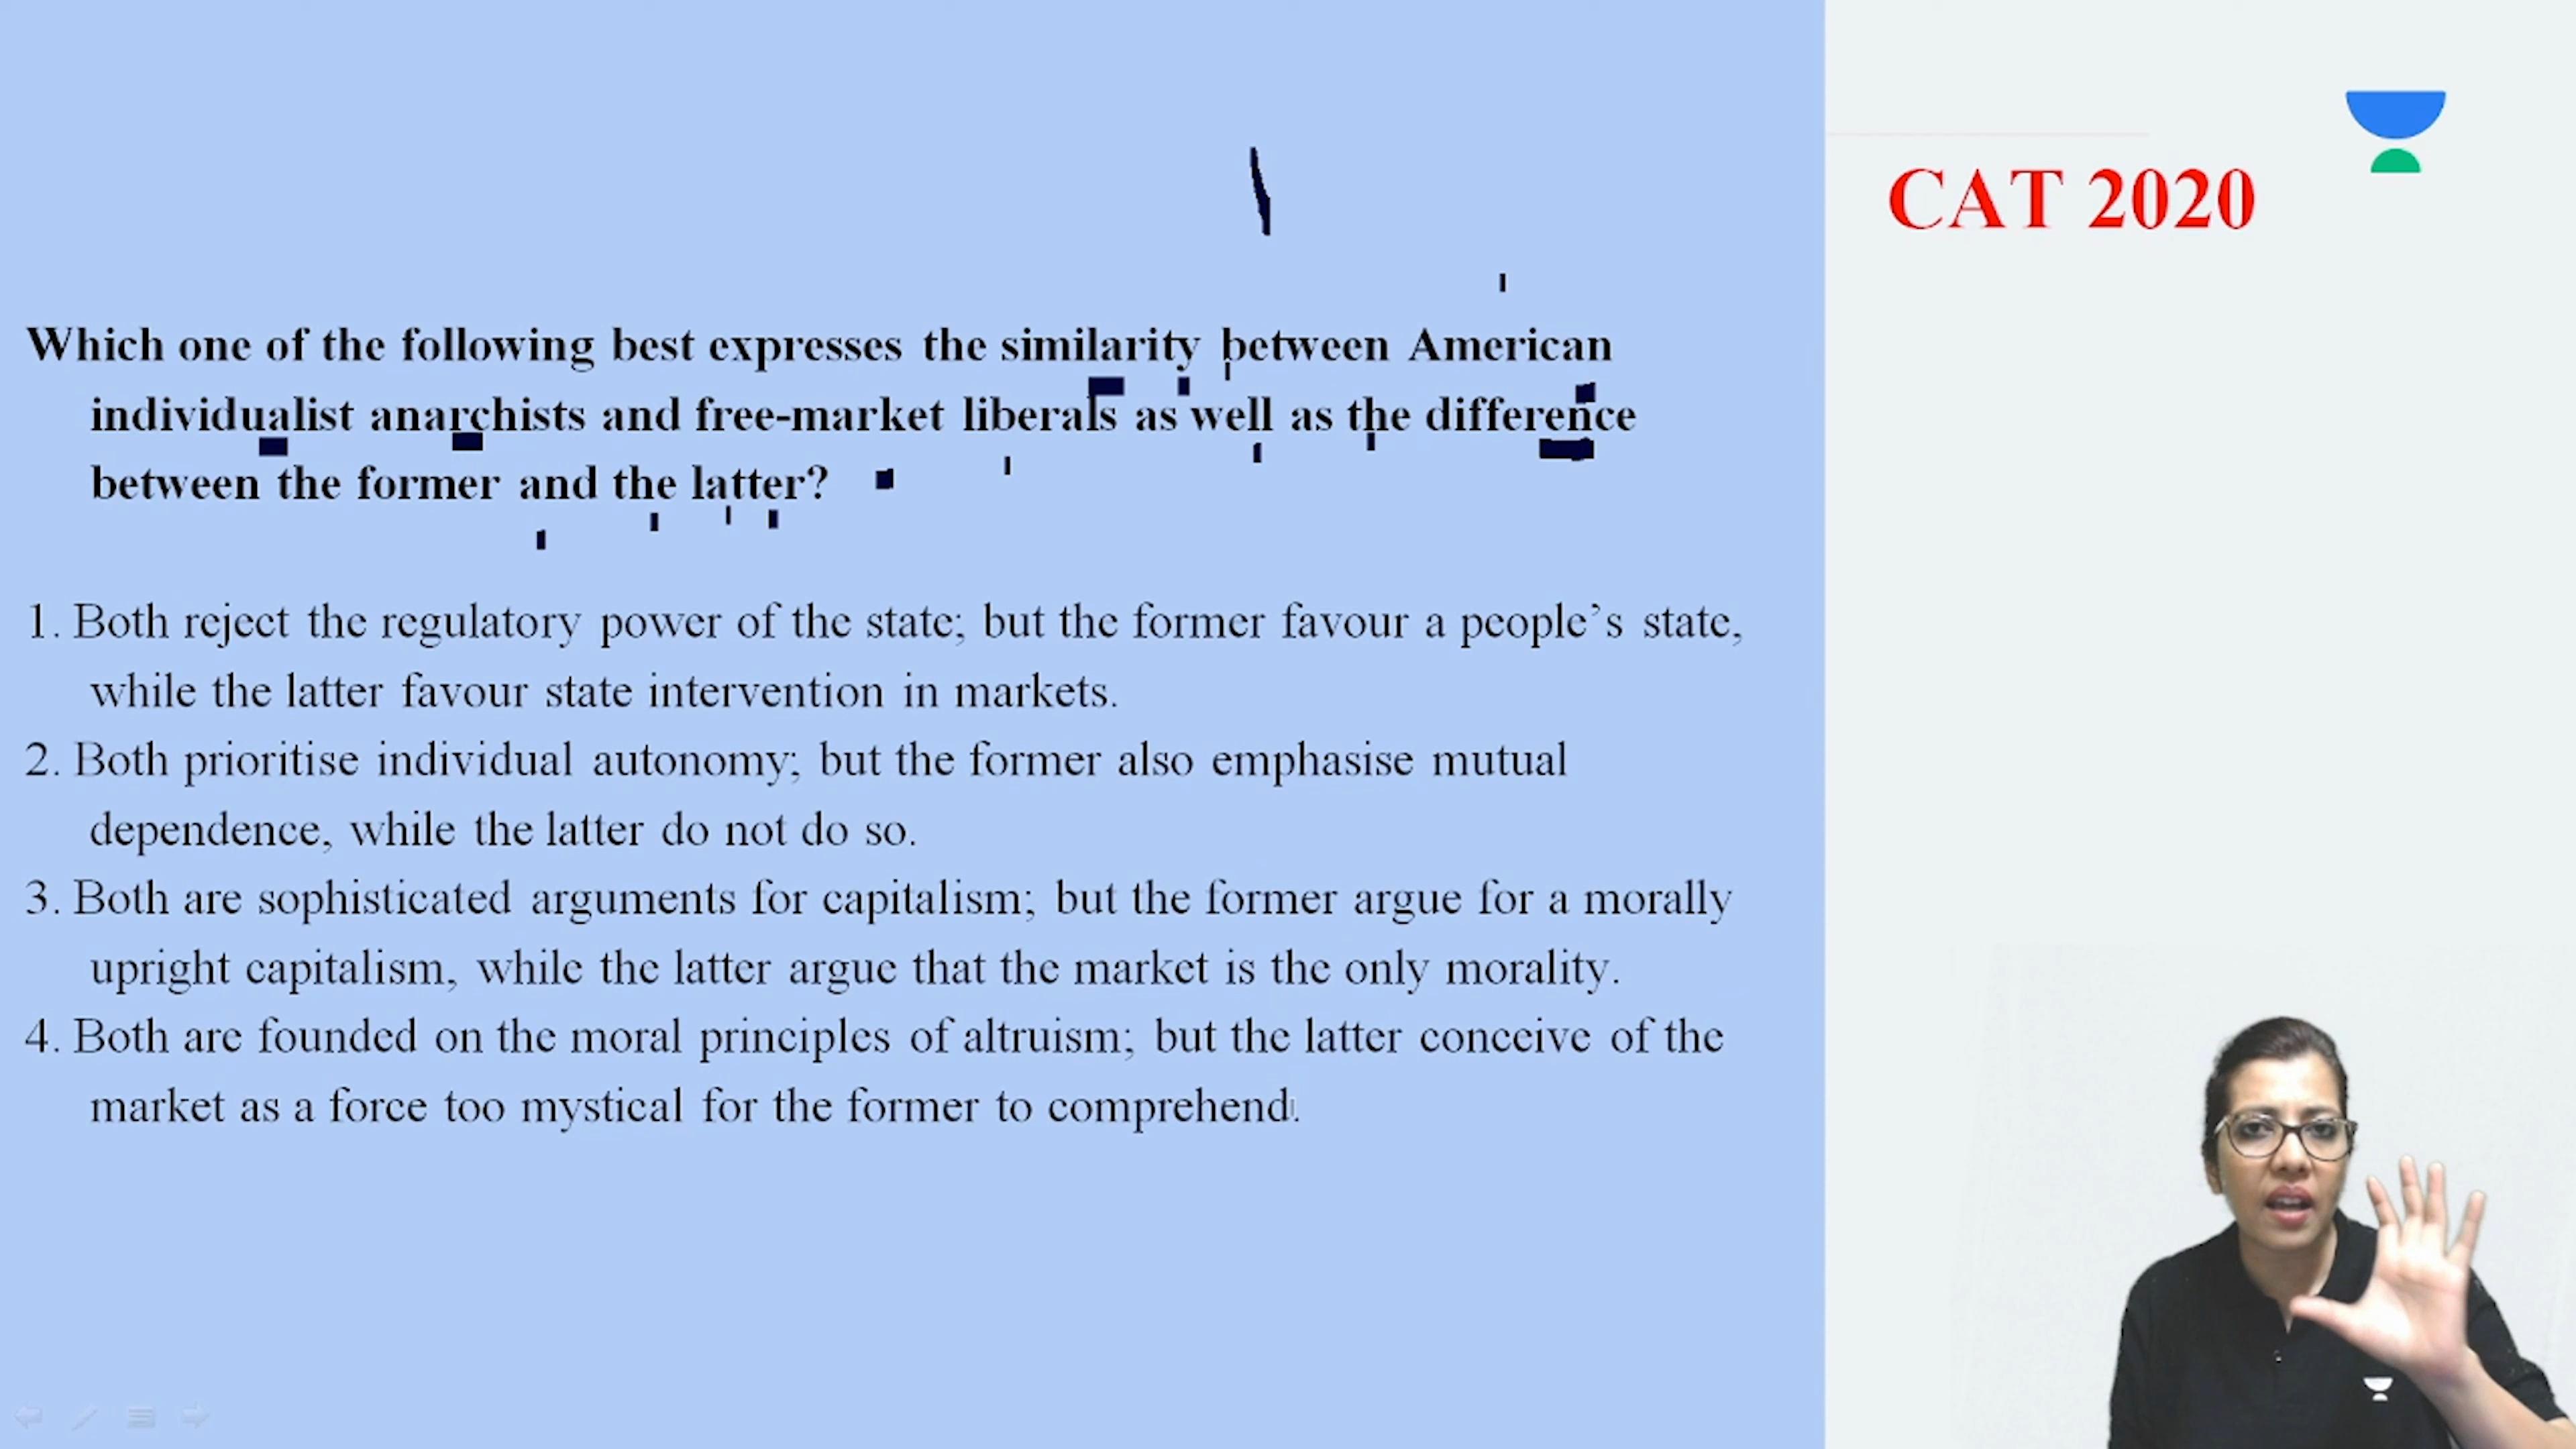 CAT 2020
Which one of the following best expresses the similarity between American
individualist anarchists and free-market liberals as well as the difference
between the former and the latter?
1. Both reject the regulatory power of the state; but the former favour a people’s state,
while the latter favour state intervention in markets.
2. Both prioritise individual autonomy; but the former also emphasise mutual
dependence, while the latter do not do so.
3. Both are sophisticated arguments for capitalism; but the former argue for a morally
upright capitalism, while the latter argue that the market is the only morality.
4. Both are founded on the moral principles of altruism; but the latter conceive of the
market as a force too mystical for the former to comprehend.